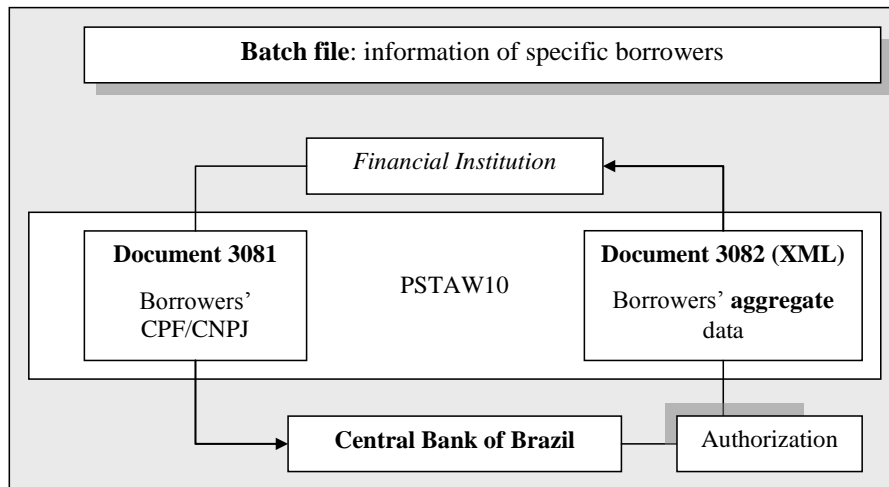 Batch file: information of specific borrowers
Financial Institution
Document 3081
Borrowers’
CPF/CNPJ
PSTAW10
Document 3082 (XML)
Borrowers’ aggregate
data
Central Bank of Brazil
Authorization